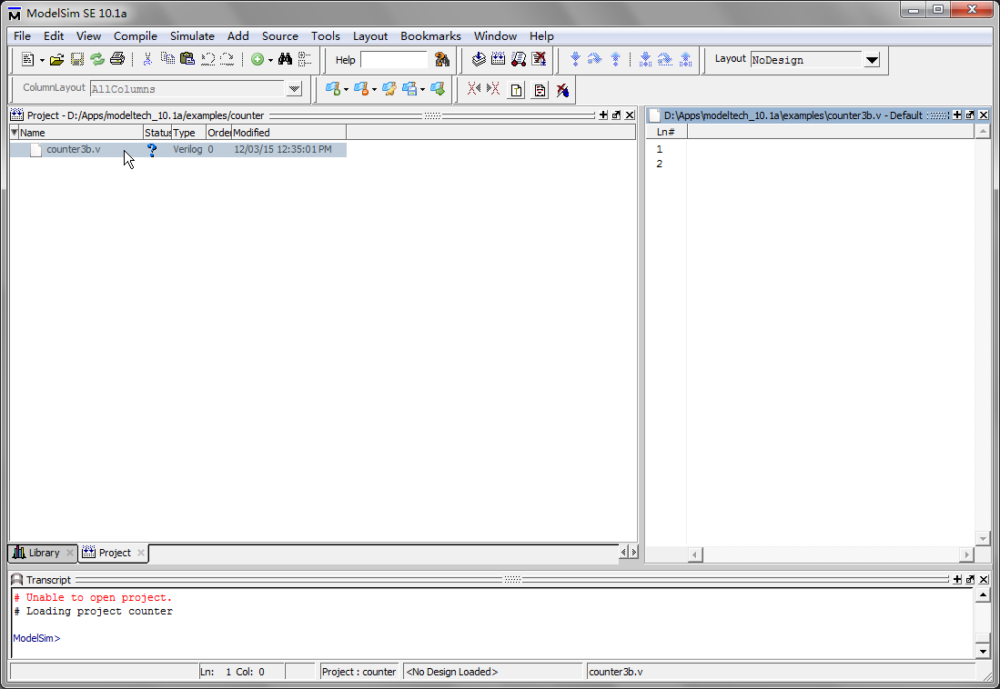 ModelSim SE 10.1a
File Edit View Compile Simulate Add Source Tools Layout Bookmarks Window Help
Help
Layout NoDesign
ColumnLayout AllColumns
Project - D:/Apps/modeltech_10.1a/examples/counter
Name Status Type Order Modified
counter3b.v ? Verilog 0 12/03/15 12:35:01 PM
D:\Apps\modeltech_10.1a\examples\counter3b.v - Default
Ln#
1
2
Library Project
Transcript
# Unable to open project.
# Loading project counter
ModelSim>
Ln: 1 Col: 0 Project : counter <No Design Loaded> counter3b.v